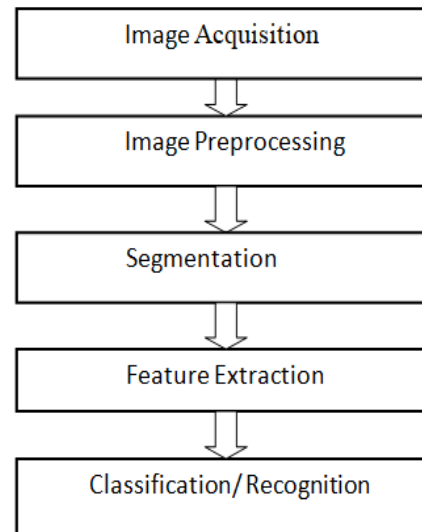 Image Acquisition
Image Preprocessing
Segmentation
Feature Extraction
Classification/ Recognition